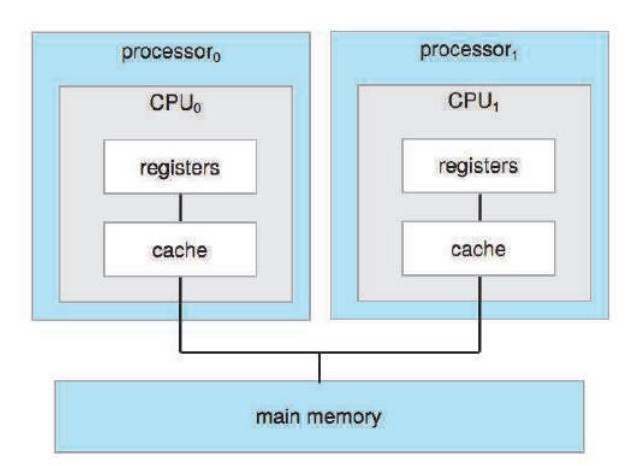 processor₀
CPU₀
registers
cache
processor₁
CPU₁
registers
cache
main memory